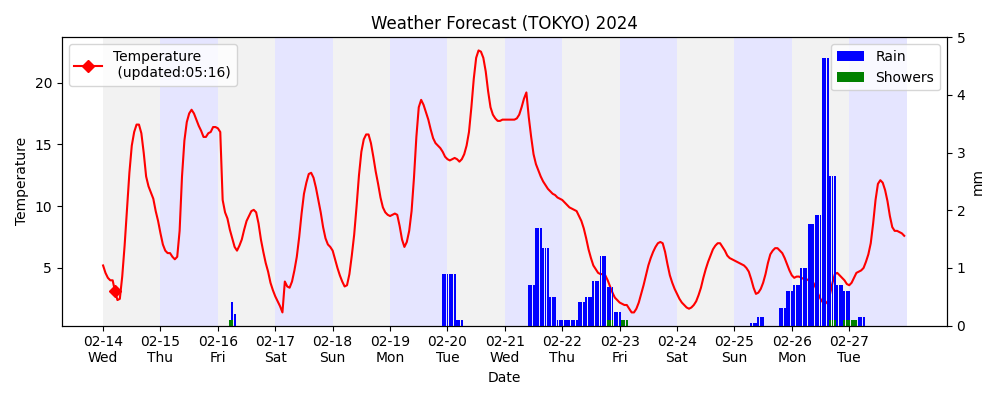 Weather Forecast (TOKYO) 2024
Temperature
(updated:05:16)
Rain
Showers
Temperature
20
15
10
5
5
4
3
2
1
0
mm
02-14 02-15 02-16 02-17 02-18 02-19 02-20 02-21 02-22 02-23 02-24 02-25 02-26 02-27
Wed Thu Fri Sat Sun Mon Tue Wed Thu Fri Sat Sun Mon Tue
Date